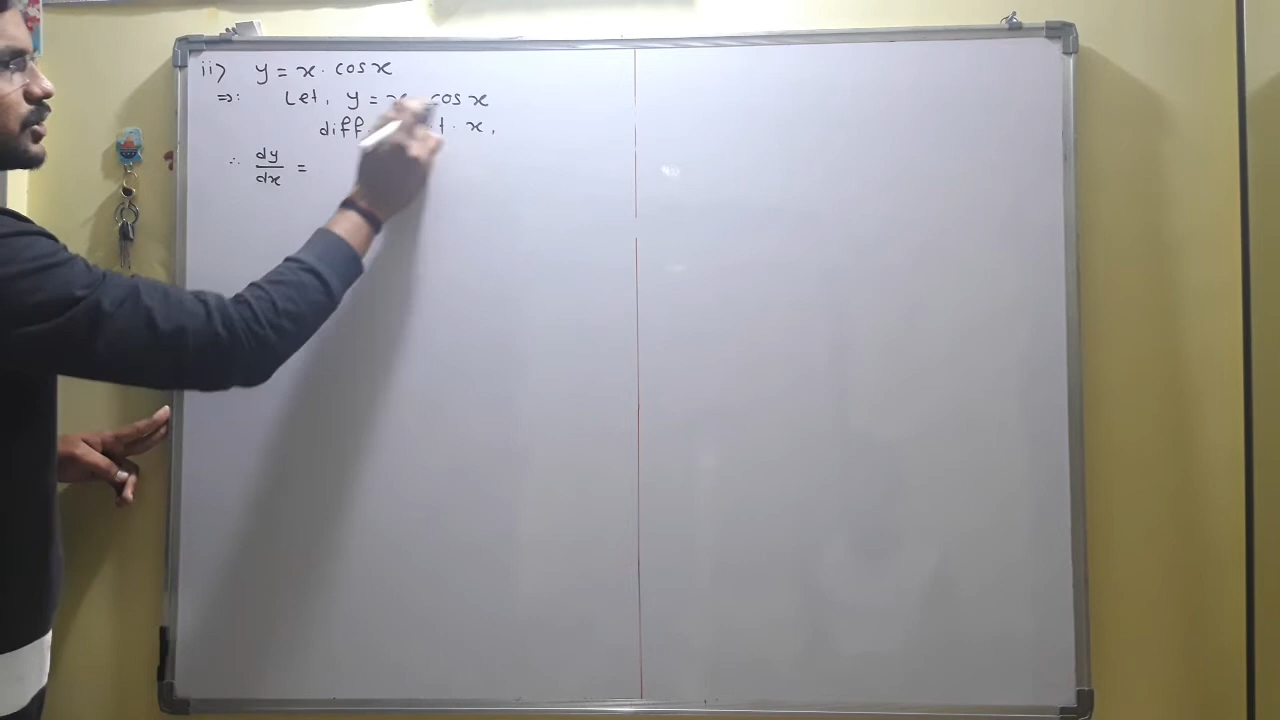 ii> y = x · cos x
=>: Let, y = x cos x
diff. t. x,
∴ dy/dx =